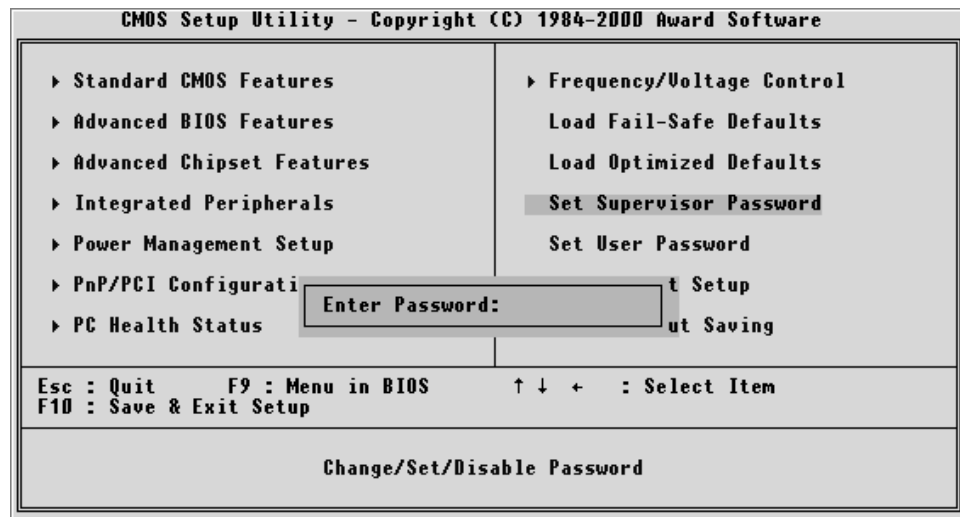 CMOS Setup Utility - Copyright (C) 1984-2000 Award Software
▸ Standard CMOS Features
▸ Advanced BIOS Features
▸ Advanced Chipset Features
▸ Integrated Peripherals
▸ Power Management Setup
▸ PnP/PCI Configurati
▸ PC Health Status
▸ Frequency/Voltage Control
Load Fail-Safe Defaults
Load Optimized Defaults
Set Supervisor Password
Set User Password
t Setup
ut Saving
Enter Password:
Esc : Quit F9 : Menu in BIOS ↑ ↓ ← : Select Item
F10 : Save & Exit Setup
Change/Set/Disable Password